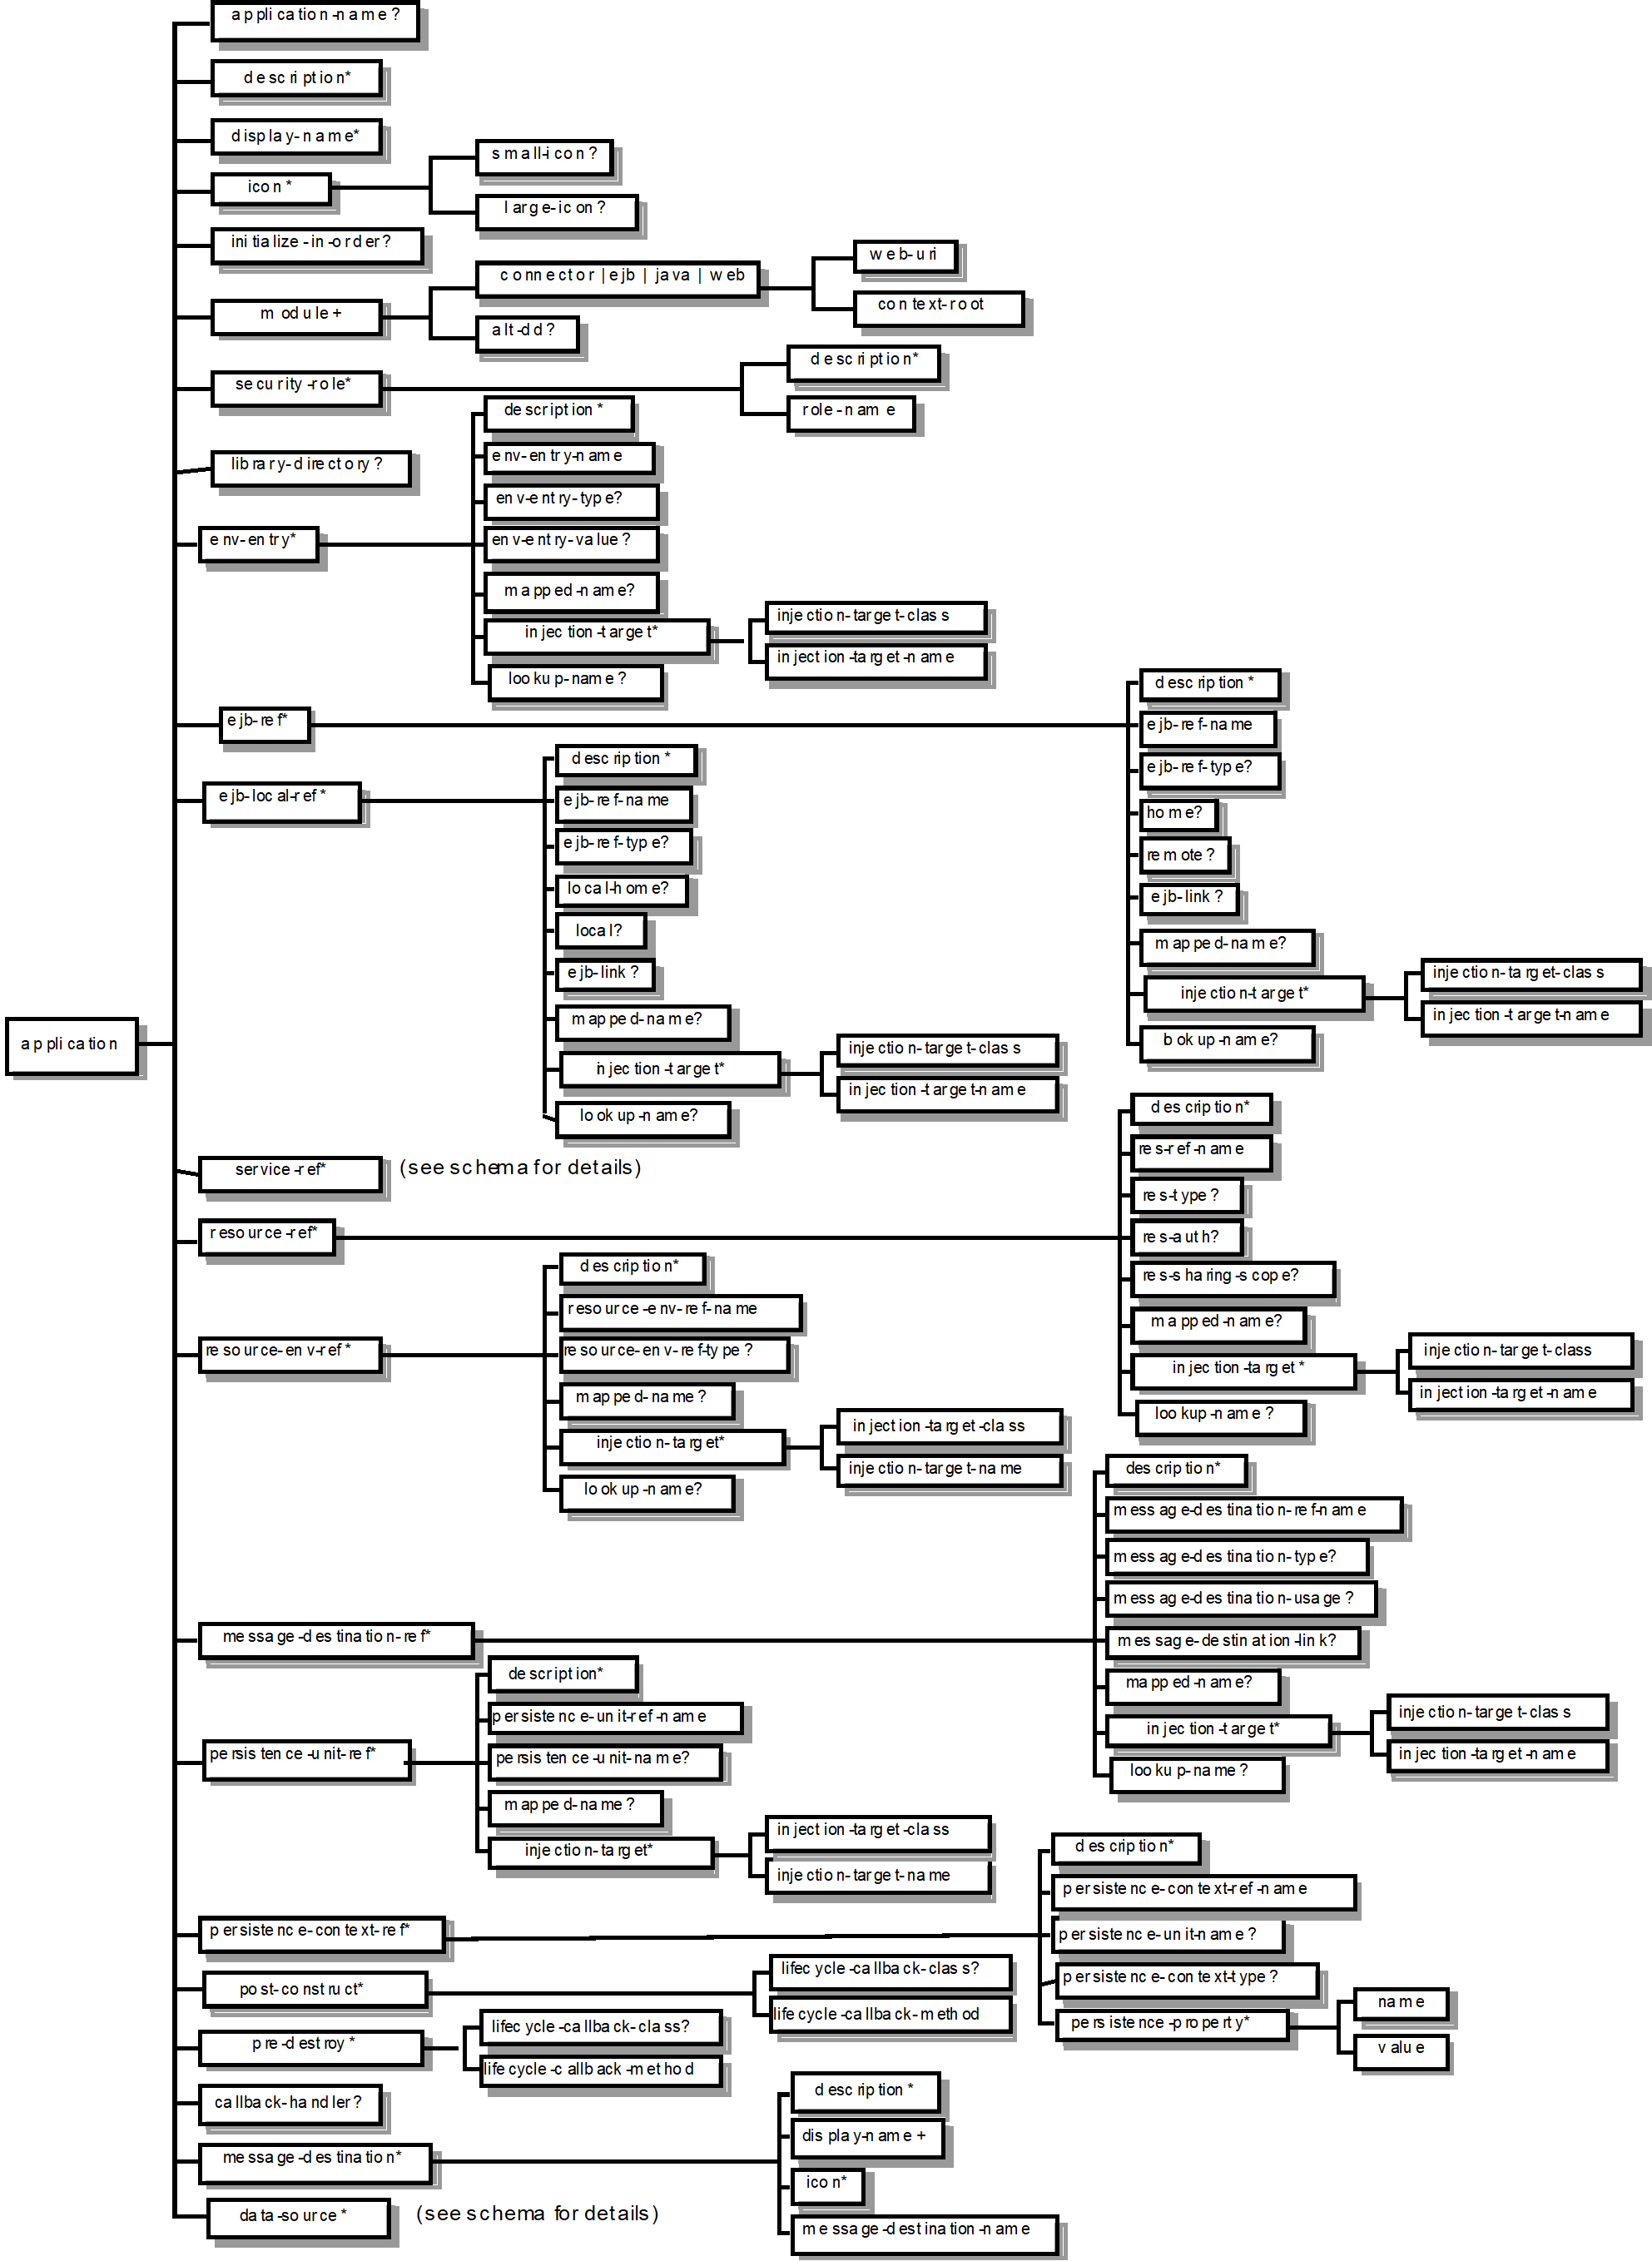 application-name?
description*
display-name*
small-icon?
icon*
large-icon?
initialize-in-order?
web-uri
connector | ejb | java | web
context-root
module+
alt-dd?
description*
security-role*
role-name
description*
env-entry-name
library-directory?
env-entry-type?
env-entry*
env-entry-value?
mapped-name?
injection-target-class
injection-target*
injection-target-name
lookup-name?
description*
ejb-ref*
ejb-ref-name
description*
ejb-ref-type?
ejb-local-ref*
ejb-ref-name
home?
ejb-ref-type?
remote?
local-home?
ejb-link?
local?
mapped-name?
ejb-link?
injection-target-class
injection-target*
injection-target-name
mapped-name?
application
bokup-name?
injection-target-class
injection-target*
injection-target-name
lookup-name?
description*
res-ref-name
service-ref*
(see schema for details)
res-type?
resource-ref*
res-auth?
description*
res-sharing-scope?
resource-env-ref-name
mapped-name?
resource-env-ref*
resource-env-ref-type?
injection-target-class
injection-target*
injection-target-name
mapped-name?
lookup-name?
injection-target-class
injection-target*
injection-target-name
description*
lookup-name?
message-destination-ref-name
message-destination-type?
message-destination-usage?
message-destination-ref*
message-destination-link?
description*
mapped-name?
persistence-unit-ref-name
injection-target-class
injection-target*
injection-target-name
persistence-unit-ref*
persistence-unit-name?
lookup-name?
mapped-name?
injection-target-class
injection-target*
injection-target-name
description*
persistence-context-ref-name
persistence-context-ref*
persistence-unit-name?
lifecycle-callback-class?
persistence-context-type?
post-construct*
lifecycle-callback-method
name
persistence-property*
value
lifecycle-callback-class?
pre-destroy*
lifecycle-callback-method
callback-handler?
description*
display-name+
message-destination*
icon*
data-source*
(see schema for details)
message-destination-name